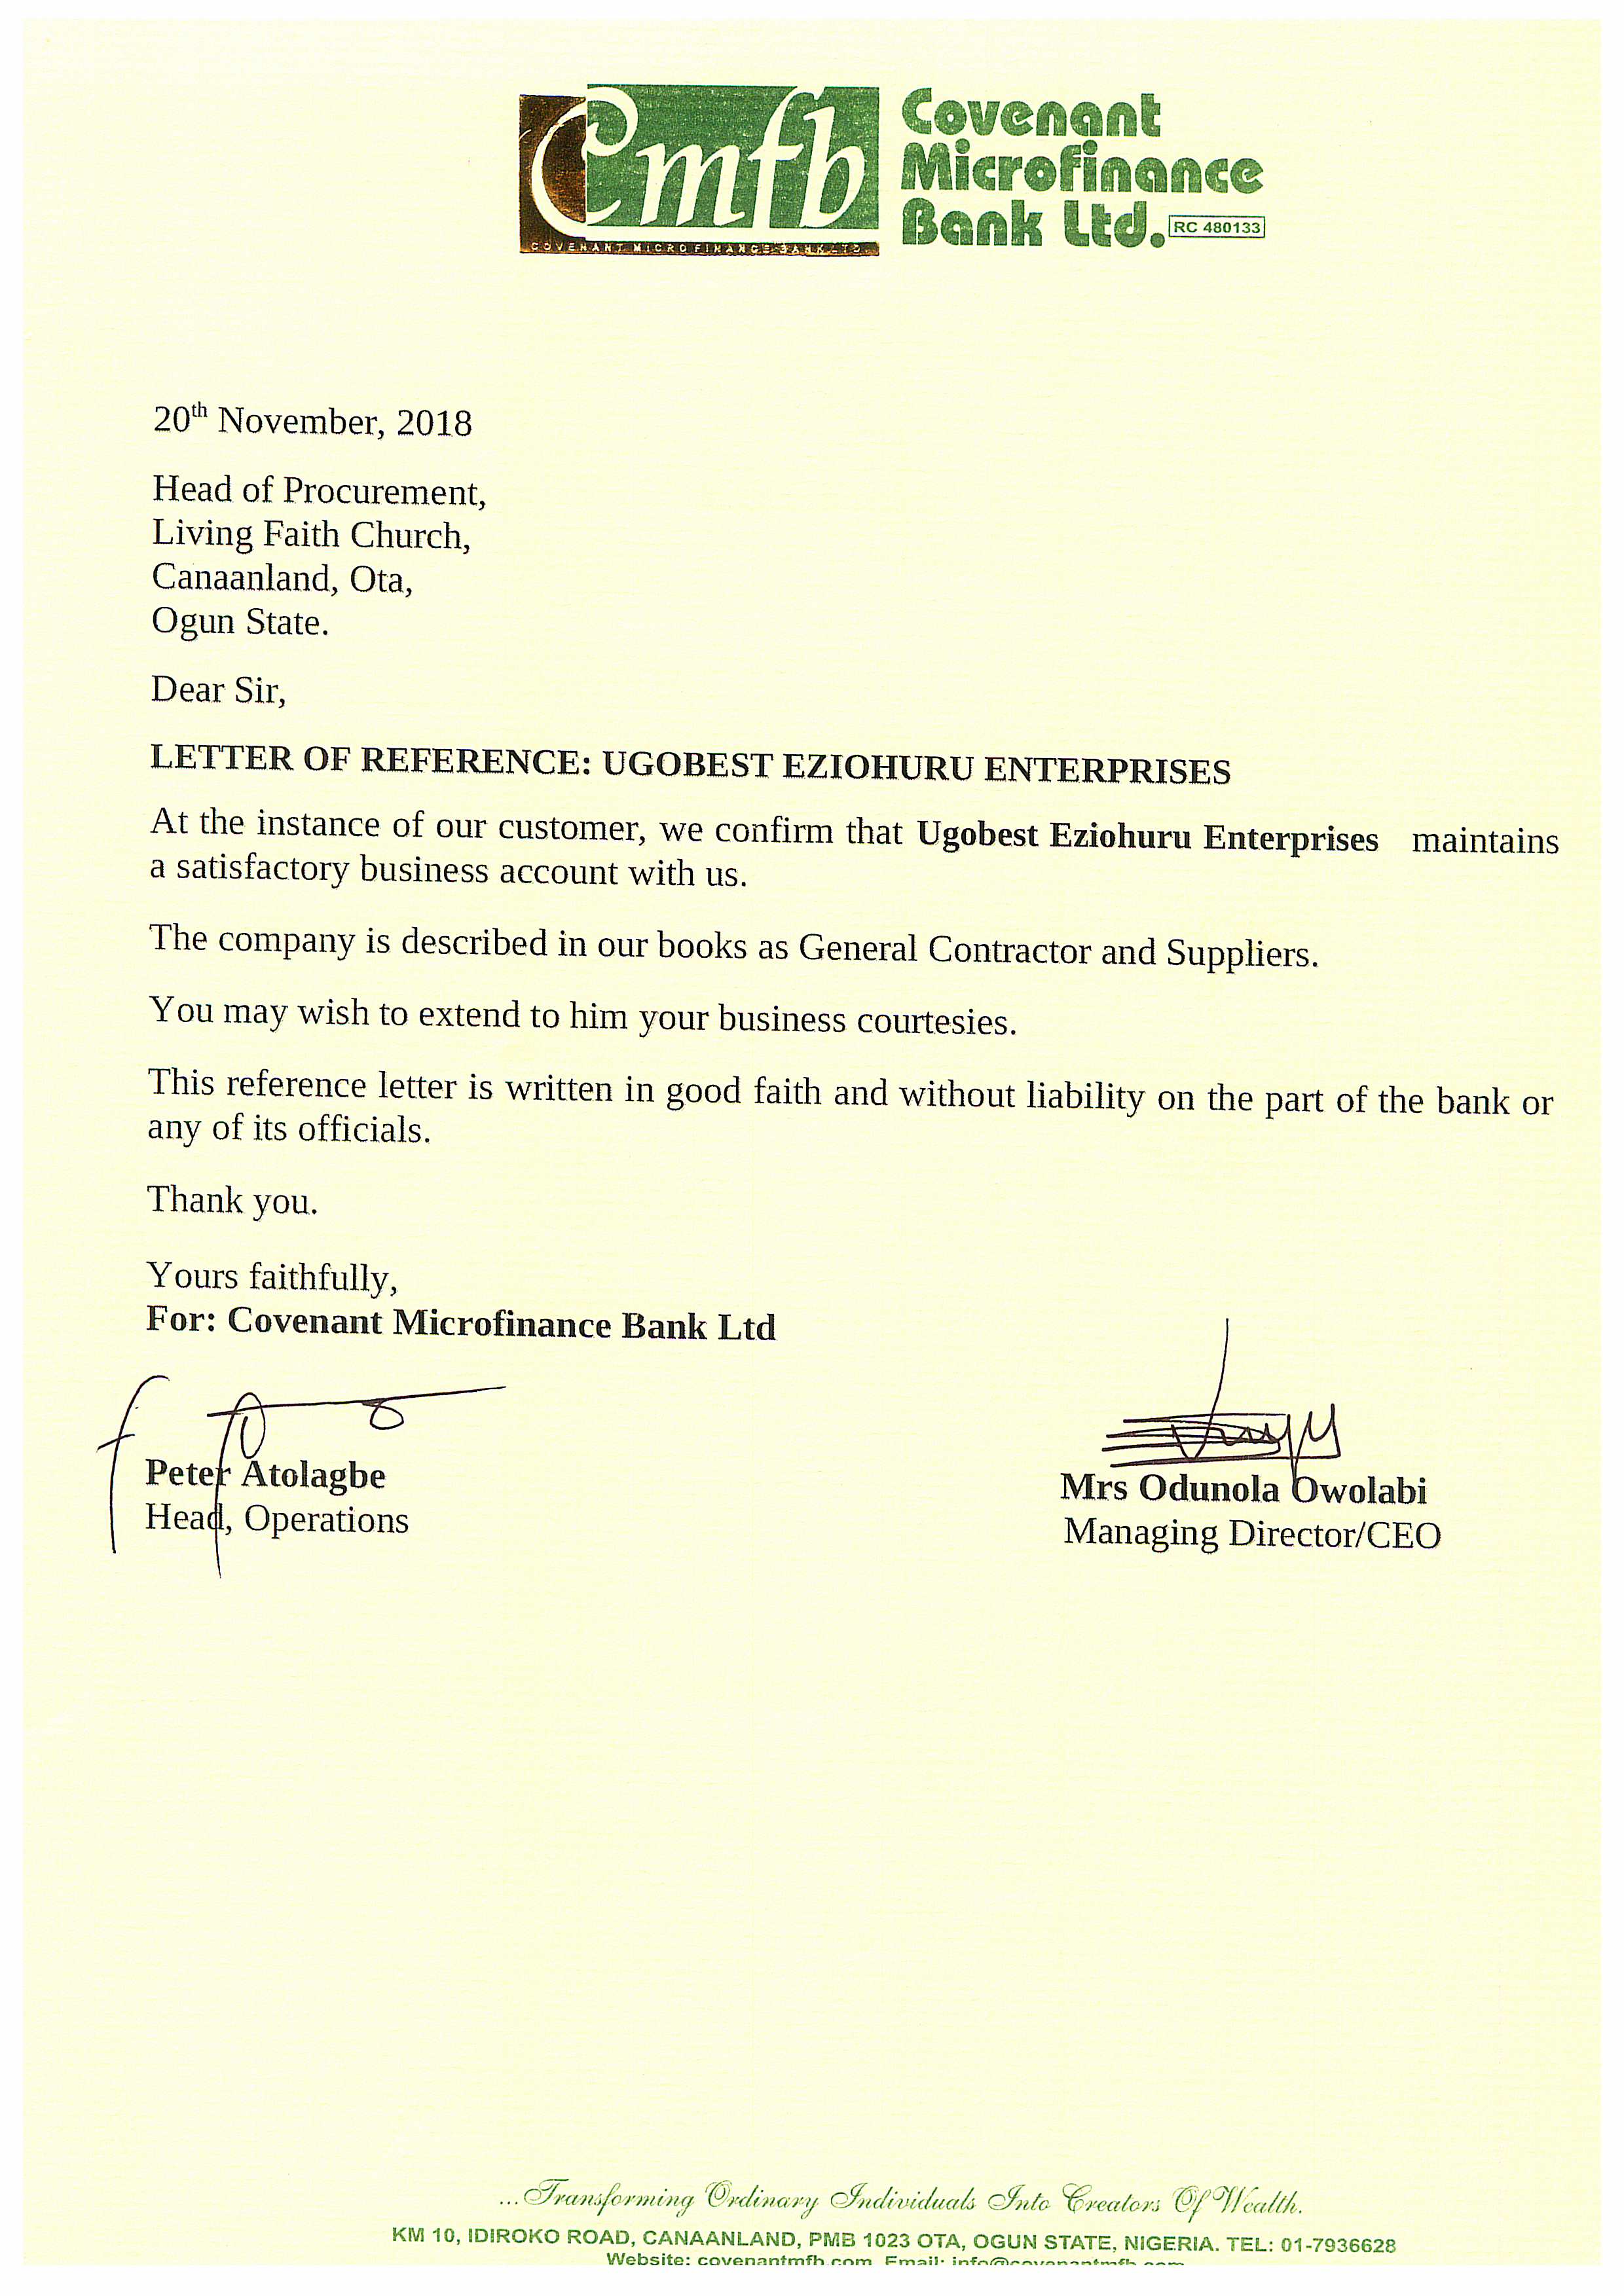 Cmfb
COVENANT MICROFINANCE BANK LTD.
Covenant
Microfinance
Bank Ltd.
RC 480133
20th November, 2018
Head of Procurement,
Living Faith Church,
Canaanland, Ota,
Ogun State.
Dear Sir,
LETTER OF REFERENCE: UGOBEST EZIOHURU ENTERPRISES
At the instance of our customer, we confirm that Ugobest Eziohuru Enterprises maintains
a satisfactory business account with us.
The company is described in our books as General Contractor and Suppliers.
You may wish to extend to him your business courtesies.
This reference letter is written in good faith and without liability on the part of the bank or
any of its officials.
Thank you.
Yours faithfully,
For: Covenant Microfinance Bank Ltd
Peter Atolagbe
Head, Operations
Mrs Odunola Owolabi
Managing Director/CEO
...Transforming Ordinary Individuals Into Creators Of Wealth.
KM 10, IDIROKO ROAD, CANAANLAND, PMB 1023 OTA, OGUN STATE, NIGERIA. TEL: 01-7936628
Website: covenantmfb.com Email: info@covenantmfb.com